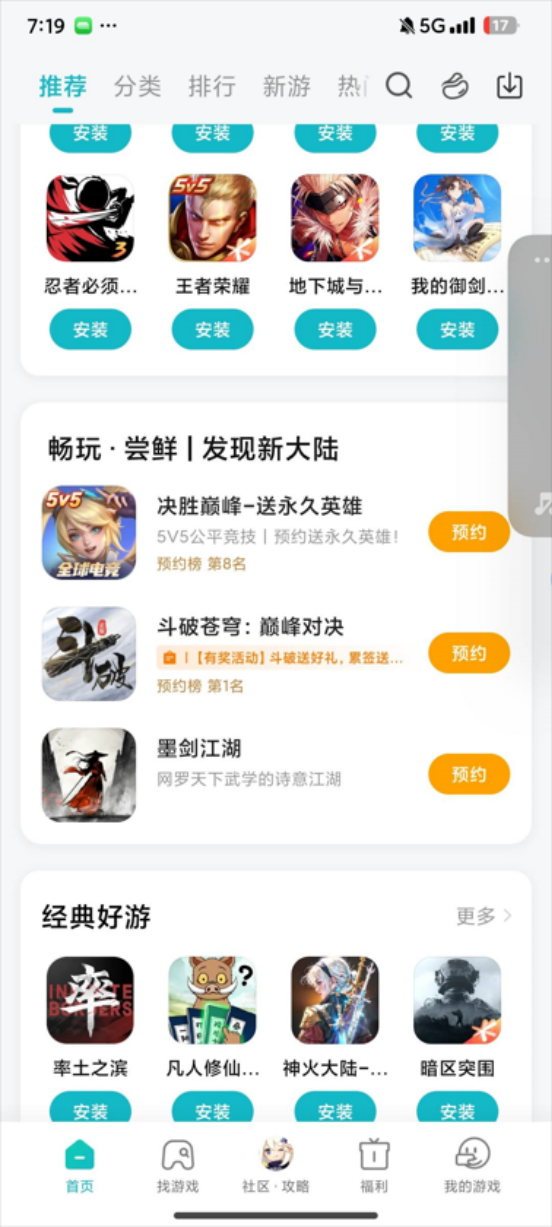 7:19 ··· 5G 17
推荐 分类 排行 新游 热
安装 安装 安装 安装
3 5v5
忍者必须... 王者荣耀 地下城与... 我的御剑...
安装 安装 安装 安装
畅玩 · 尝鲜 | 发现新大陆
5v5
全球电竞
决胜巅峰-送永久英雄
5V5公平竞技丨预约送永久英雄!
预约榜 第8名
预约
斗破
斗破苍穹：巅峰对决
丨【有奖活动】斗破送好礼，累签送...
预约榜 第1名
预约
墨剑江湖
网罗天下武学的诗意江湖
预约
经典好游 更多
率
INFINITE
BORDERS
?
率土之滨 凡人修仙... 神火大陆-... 暗区突围
安装 安装 安装 安装
首页 找游戏 社区 · 攻略 福利 我的游戏